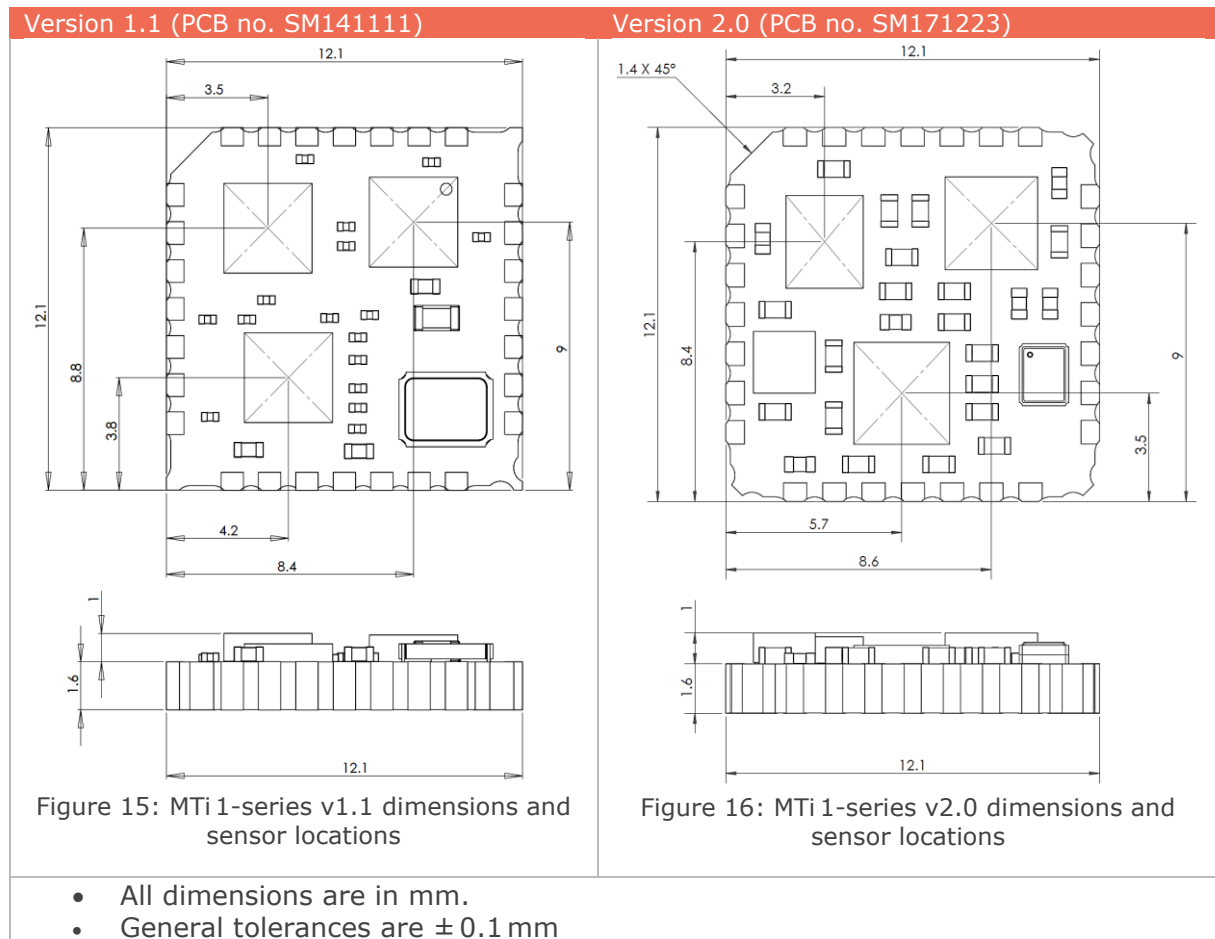 Version 1.1 (PCB no. SM141111)
12.1
3.5
12.1
8.8
3.8
9
4.2
8.4
1
1.6
12.1
Figure 15: MTi 1-series v1.1 dimensions and
sensor locations
Version 2.0 (PCB no. SM171223)
12.1
1.4 X 45°
3.2
12.1
8.4
9
3.5
5.7
8.6
1
1.6
12.1
Figure 16: MTi 1-series v2.0 dimensions and
sensor locations
• All dimensions are in mm.
• General tolerances are ± 0.1 mm